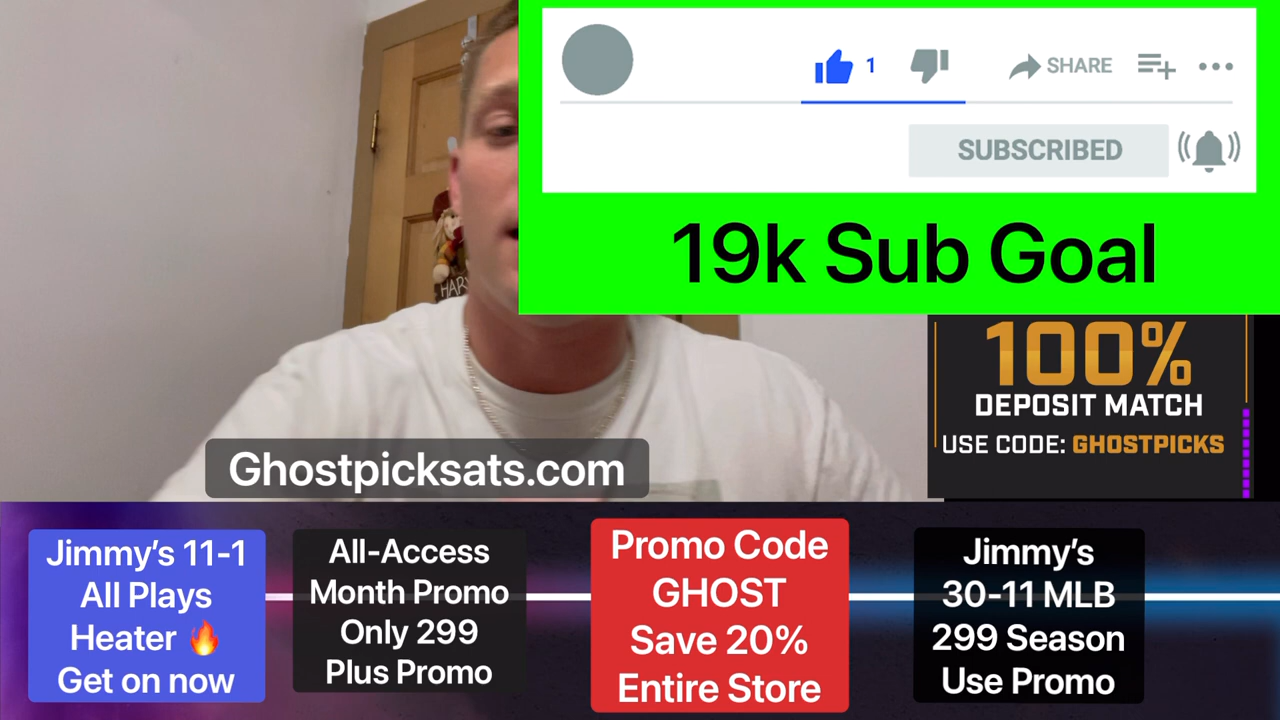 1
SHARE
SUBSCRIBED
19k Sub Goal
HAR
100%
DEPOSIT MATCH
USE CODE: GHOSTPICKS
Ghostpicksats.com
Jimmy's 11-1
All Plays
Heater 🔥
Get on now
All-Access
Month Promo
Only 299
Plus Promo
Promo Code
GHOST
Save 20%
Entire Store
Jimmy's
30-11 MLB
299 Season
Use Promo